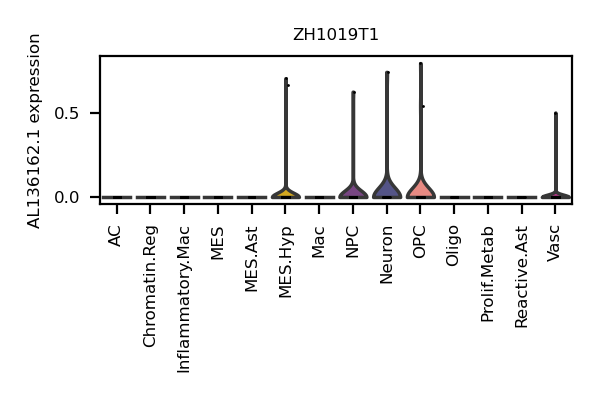 ZH1019T1
AL136162.1 expression
0.5
0.0
AC
Chromatin.Reg
Inflammatory.Mac
MES
MES.Ast
MES.Hyp
Mac
NPC
Neuron
OPC
Oligo
Prolif.Metab
Reactive.Ast
Vasc